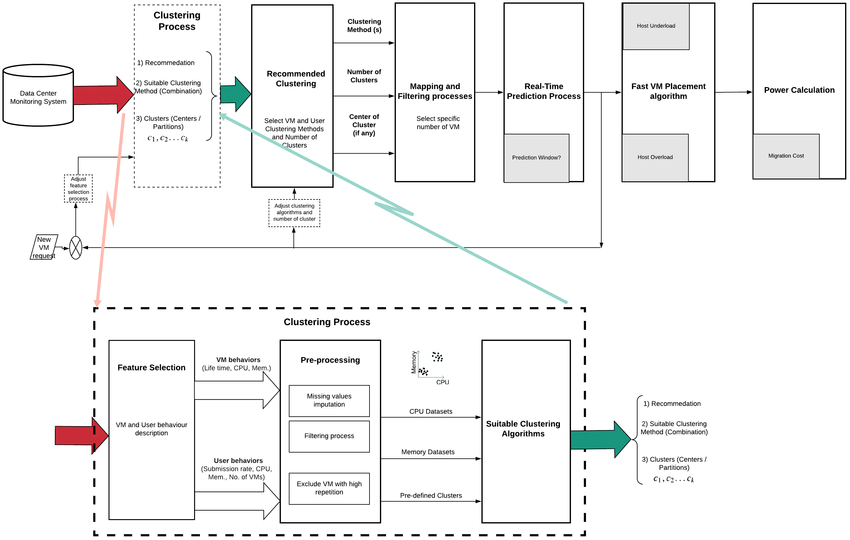 Clustering
Process
1) Recommedation
2) Suitable Clustering
Method (Combination)
3) Clusters (Centers /
Partitions)
c₁, c₂ … cₖ
Data Center
Monitoring System
Recommended
Clustering
Select VM and User
Clustering Methods
and Number of
Clusters
Clustering
Method (s)
Number of
Clusters
Center of
Cluster
(if any)
Mapping and
Filtering processes
Select specific
number of VM
Real-Time
Prediction Process
Prediction Window?
Host Underload
Fast VM Placement
algorithm
Host Overload
Power Calculation
Migration Cost
Adjust
feature
selection
process
Adjust clustering
algorithms and
number of cluster
New
VM
request
Clustering Process
Feature Selection
VM and User behaviour
description
VM behaviors
(Life time, CPU, Mem.)
User behaviors
(Submission rate, CPU,
Mem., No. of VMs)
Pre-processing
Missing values
imputation
Filtering process
Exclude VM with high
repetition
Memory
CPU
CPU Datasets
Memory Datasets
Pre-defined Clusters
Suitable Clustering
Algorithms
1) Recommedation
2) Suitable Clustering
Method (Combination)
3) Clusters (Centers /
Partitions)
c₁, c₂ … cₖ